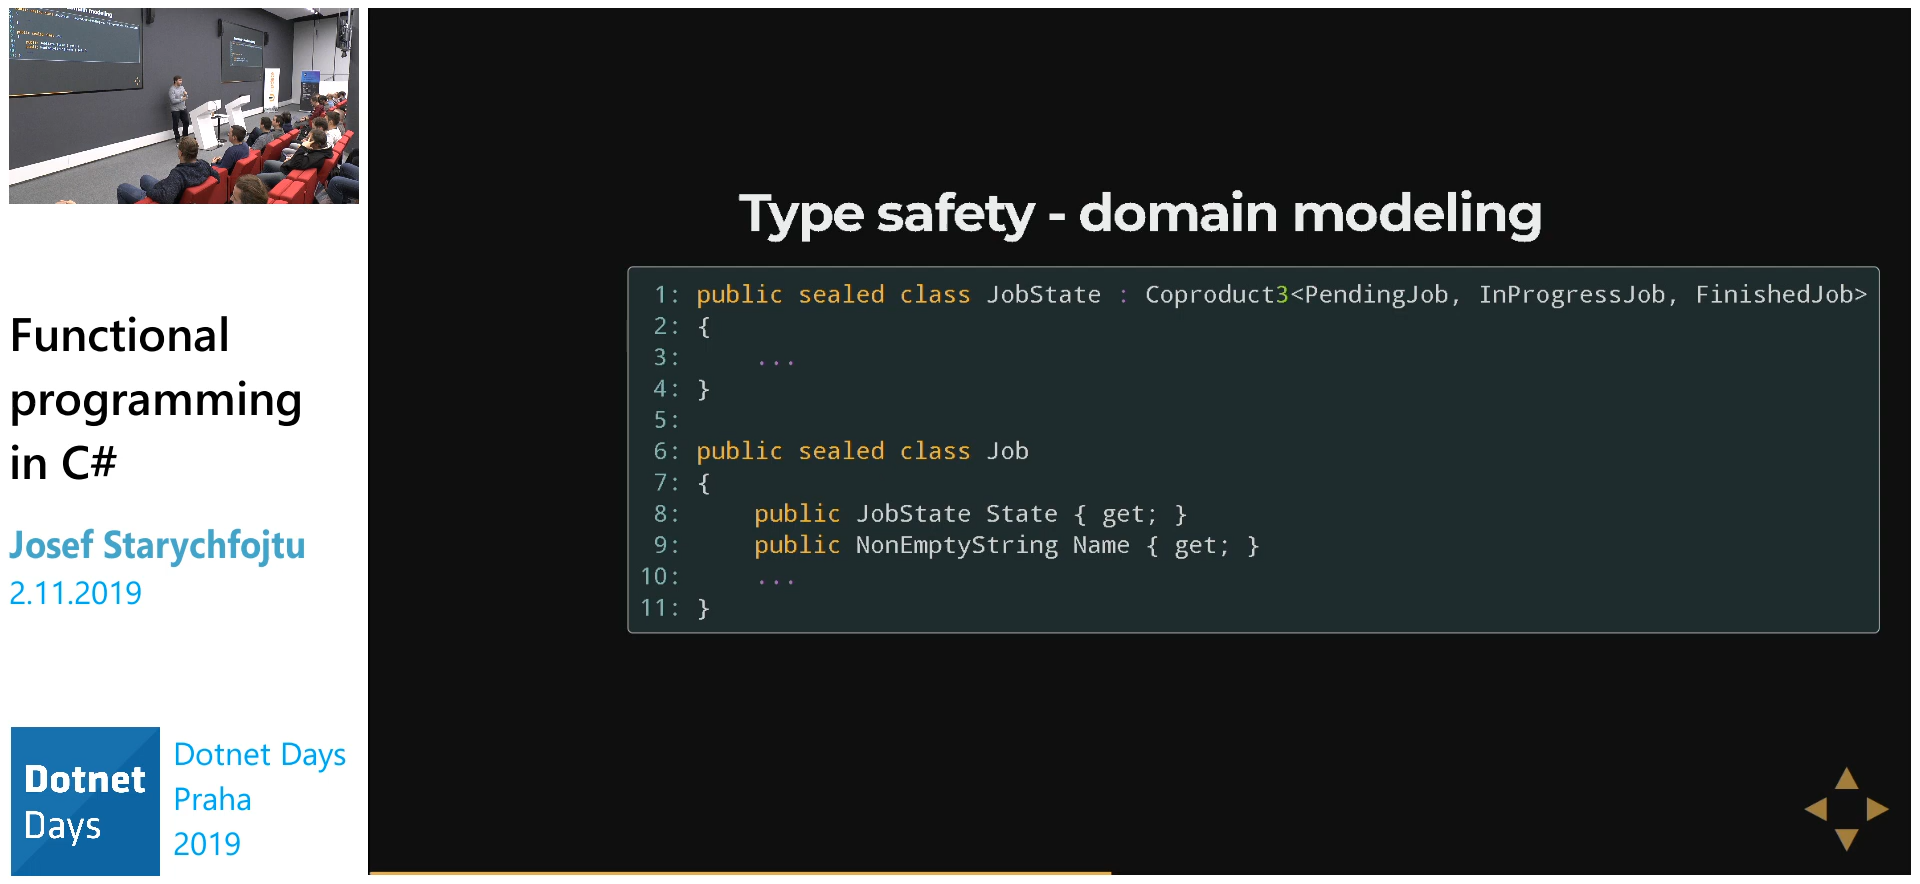 Functional
programming
in C#
Josef Starychfojtu
2.11.2019
Dotnet
Days
Dotnet Days
Praha
2019
Type safety - domain modeling
1: public sealed class JobState : Coproduct3<PendingJob, InProgressJob, FinishedJob>
2: {
3:     ...
4: }
5:
6: public sealed class Job
7: {
8:     public JobState State { get; }
9:     public NonEmptyString Name { get; }
10:     ...
11: }